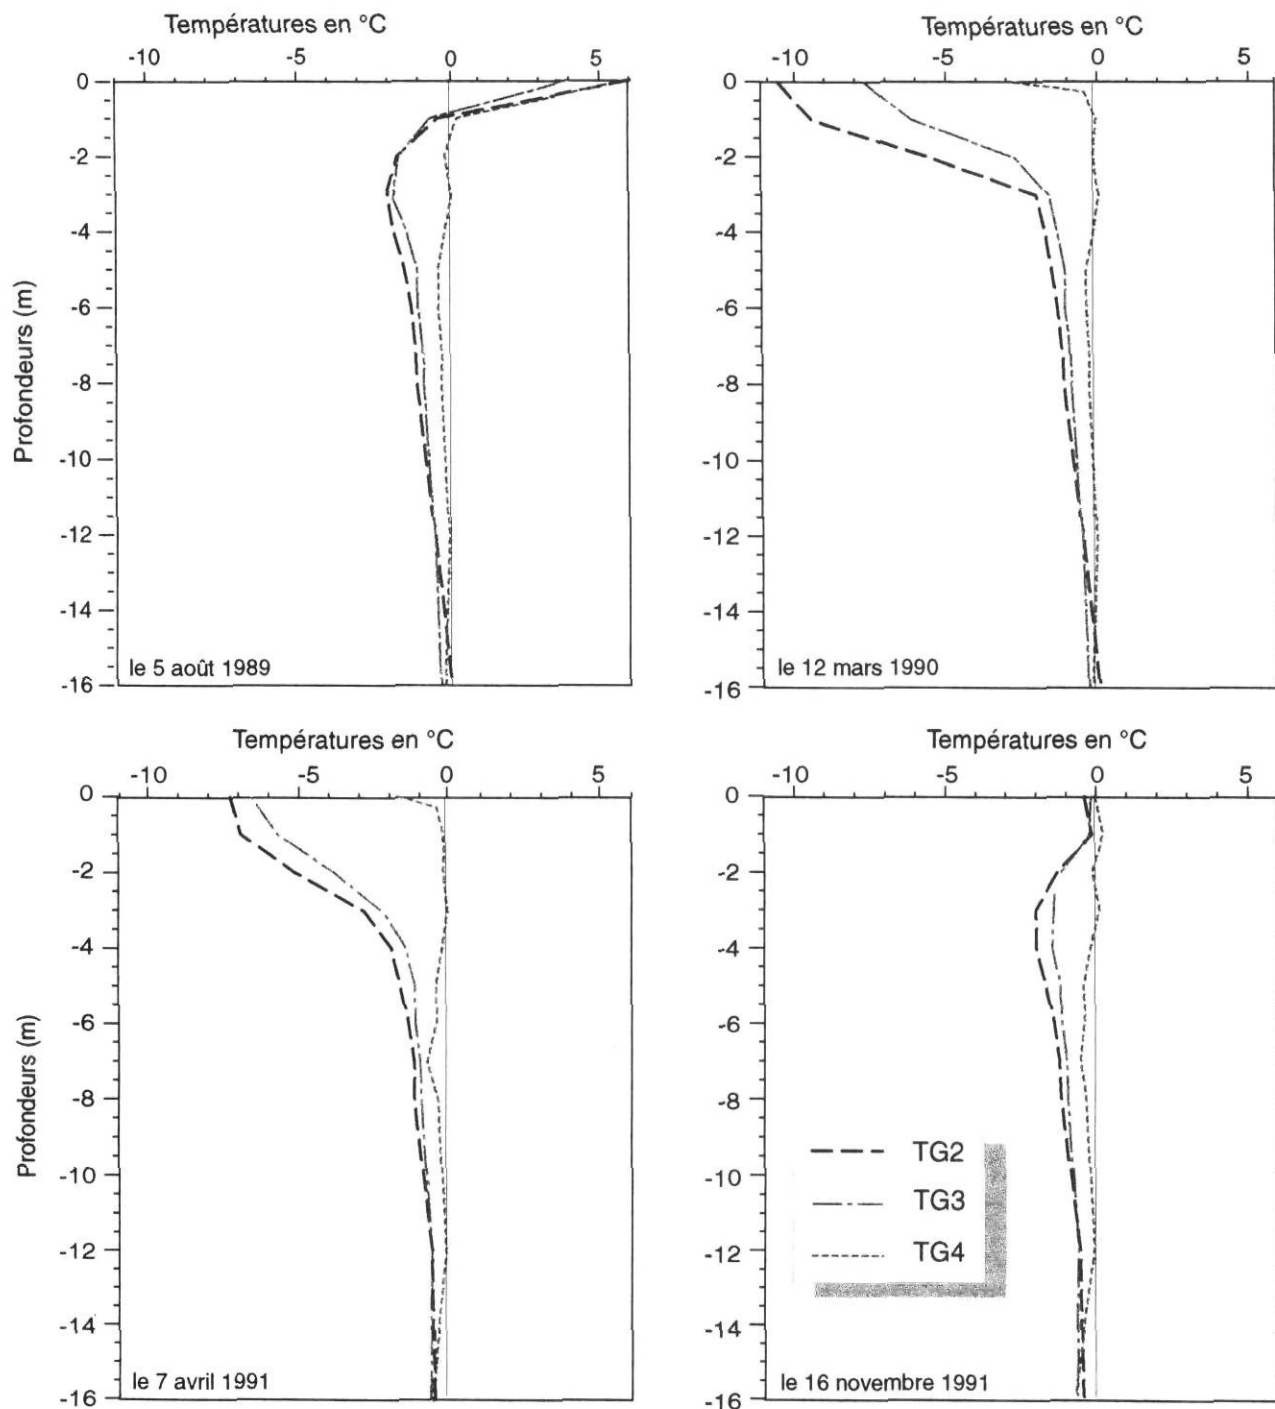 Températures en °C
-10 -5 0 5
0
-2
-4
-6
-8
-10
-12
-14
-16
Profondeurs (m)
le 5 août 1989
Températures en °C
-10 -5 0 5
0
-2
-4
-6
-8
-10
-12
-14
-16
le 12 mars 1990
Températures en °C
-10 -5 0 5
0
-2
-4
-6
-8
-10
-12
-14
-16
Profondeurs (m)
le 7 avril 1991
Températures en °C
-10 -5 0 5
0
-2
-4
-6
-8
-10
-12
-14
-16
TG2
TG3
TG4
le 16 novembre 1991